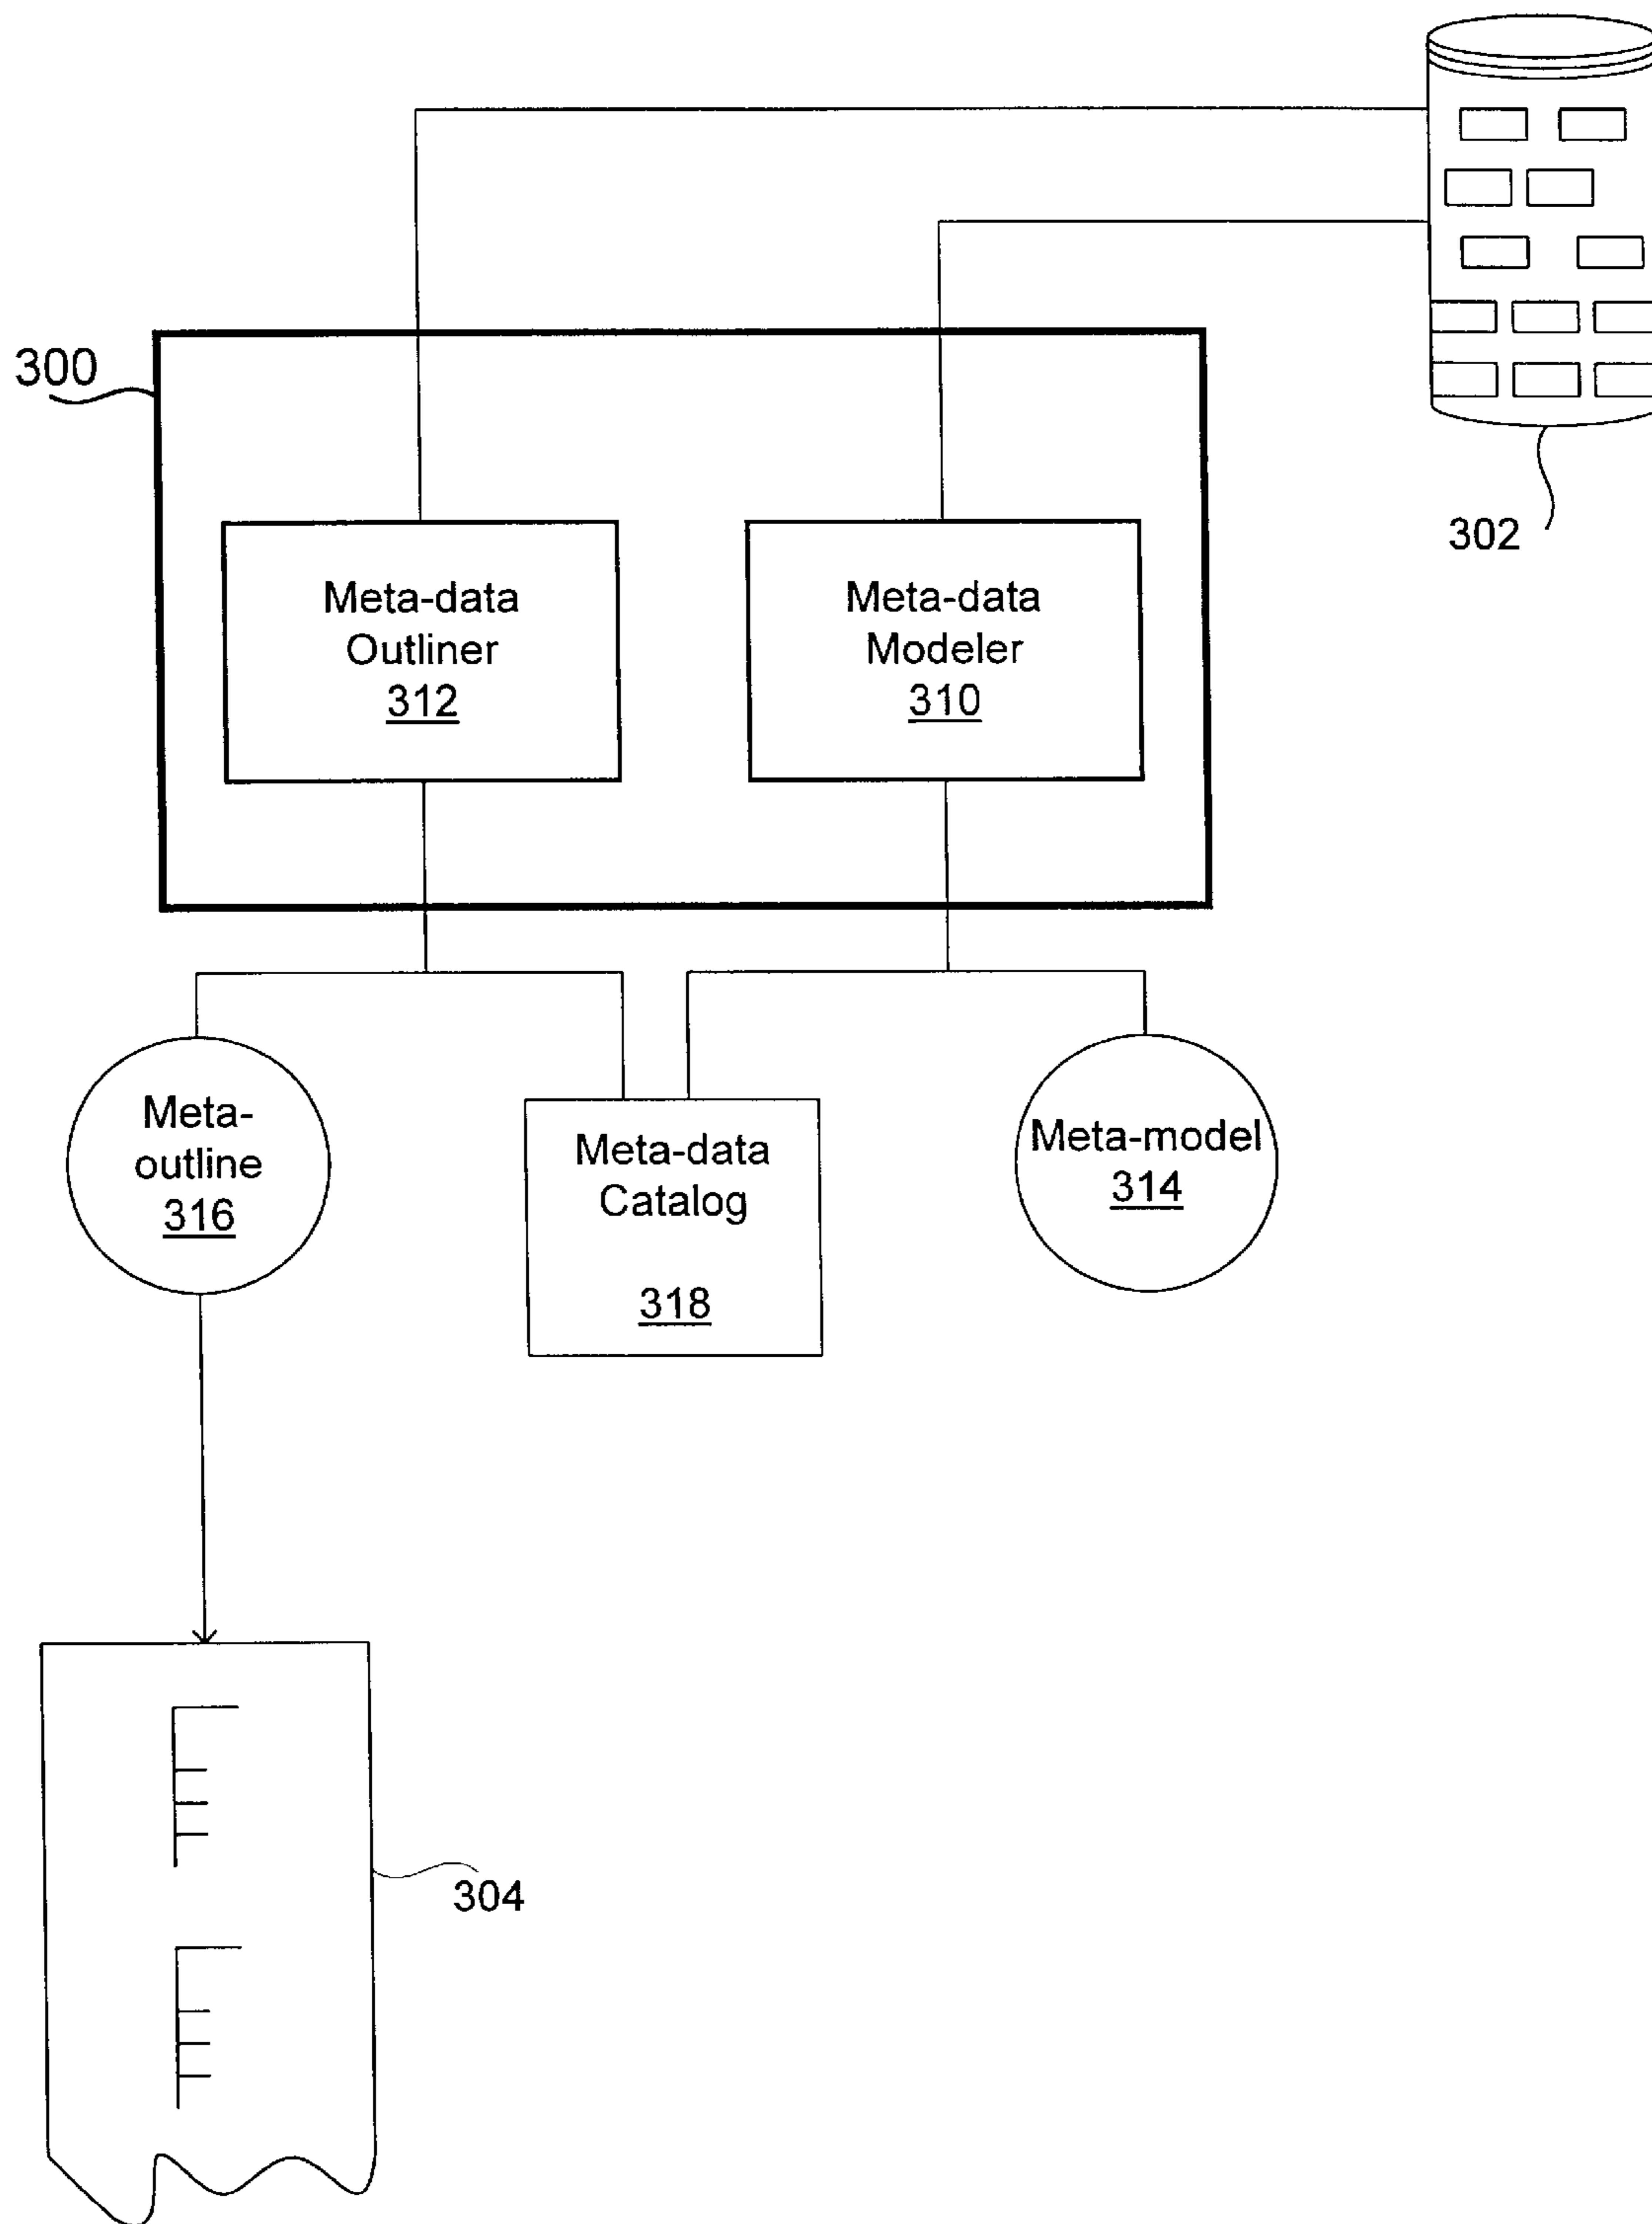 300
302
Meta-data
Outliner
312
Meta-data
Modeler
310
Meta-
outline
316
Meta-data
Catalog
318
Meta-model
314
304